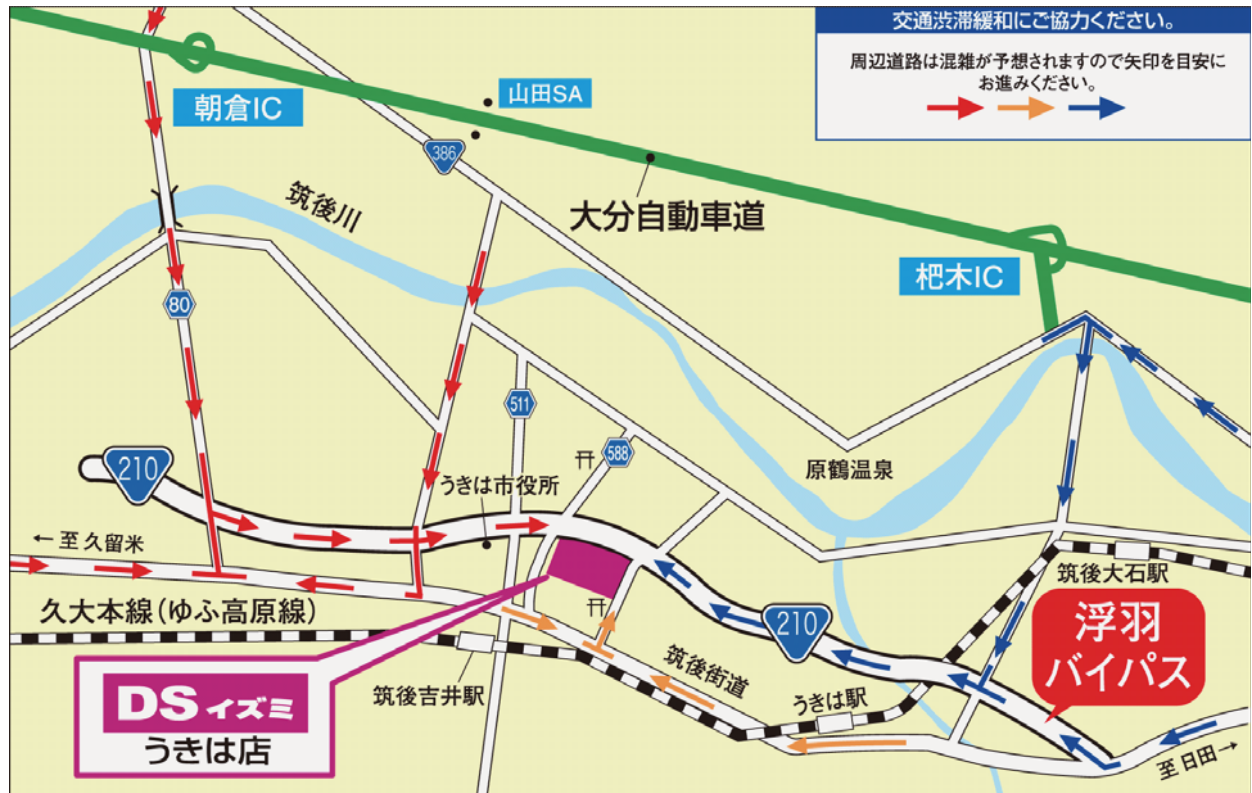 交通渋滞緩和にご協力ください。
周辺道路は混雑が予想されますので矢印を目安に
お進みください。
朝倉IC
山田SA
386
筑後川
大分自動車道
杷木IC
80
511
588
原鶴温泉
210
うきは市役所
← 至 久留米
筑後大石駅
久大本線(ゆふ高原線)
210
浮羽
バイパス
筑後街道
DSイズミ
うきは店
筑後吉井駅
うきは駅
至 日田→